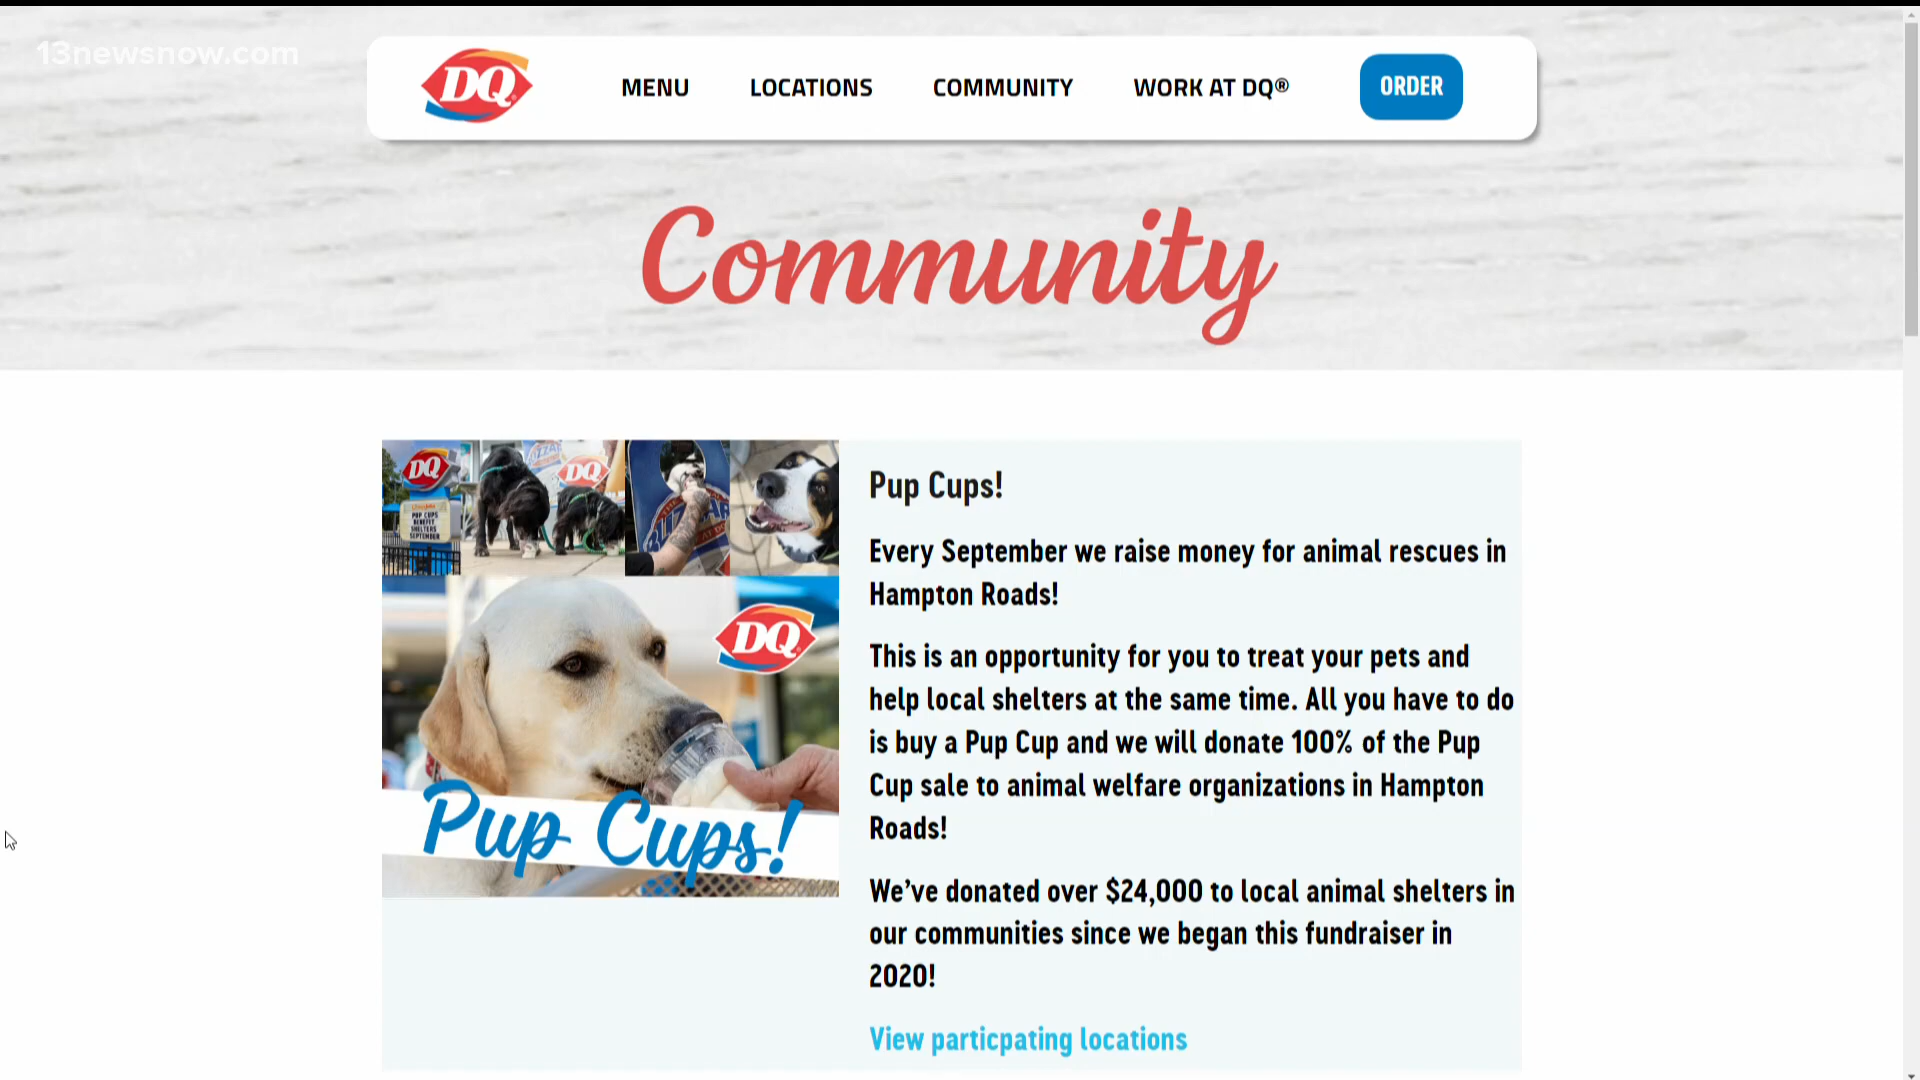 13newsnow.com
DQ
MENU
LOCATIONS
COMMUNITY
WORK AT DQ®
ORDER
Community
DQ
DQ
PUP CUPS
BENEFIT
SHELTERS
SEPTEMBER
DQ
Pup Cups!
Pup Cups!
Every September we raise money for animal rescues in
Hampton Roads!
This is an opportunity for you to treat your pets and
help local shelters at the same time. All you have to do
is buy a Pup Cup and we will donate 100% of the Pup
Cup sale to animal welfare organizations in Hampton
Roads!
We’ve donated over $24,000 to local animal shelters in
our communities since we began this fundraiser in
2020!
View particpating locations